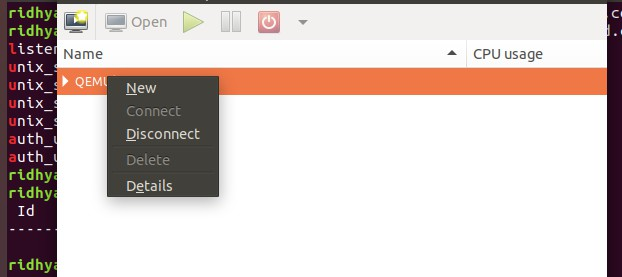 ridhya
Open
.co
ridhya
d.c
listen
Name
CPU usage
unix_s
QEMU
unix_s
New
unix_s
Connect
unix_s
Disconnect
auth_u
Delete
auth_u
ridhya
Details
ridhya
Id
------
ridhya